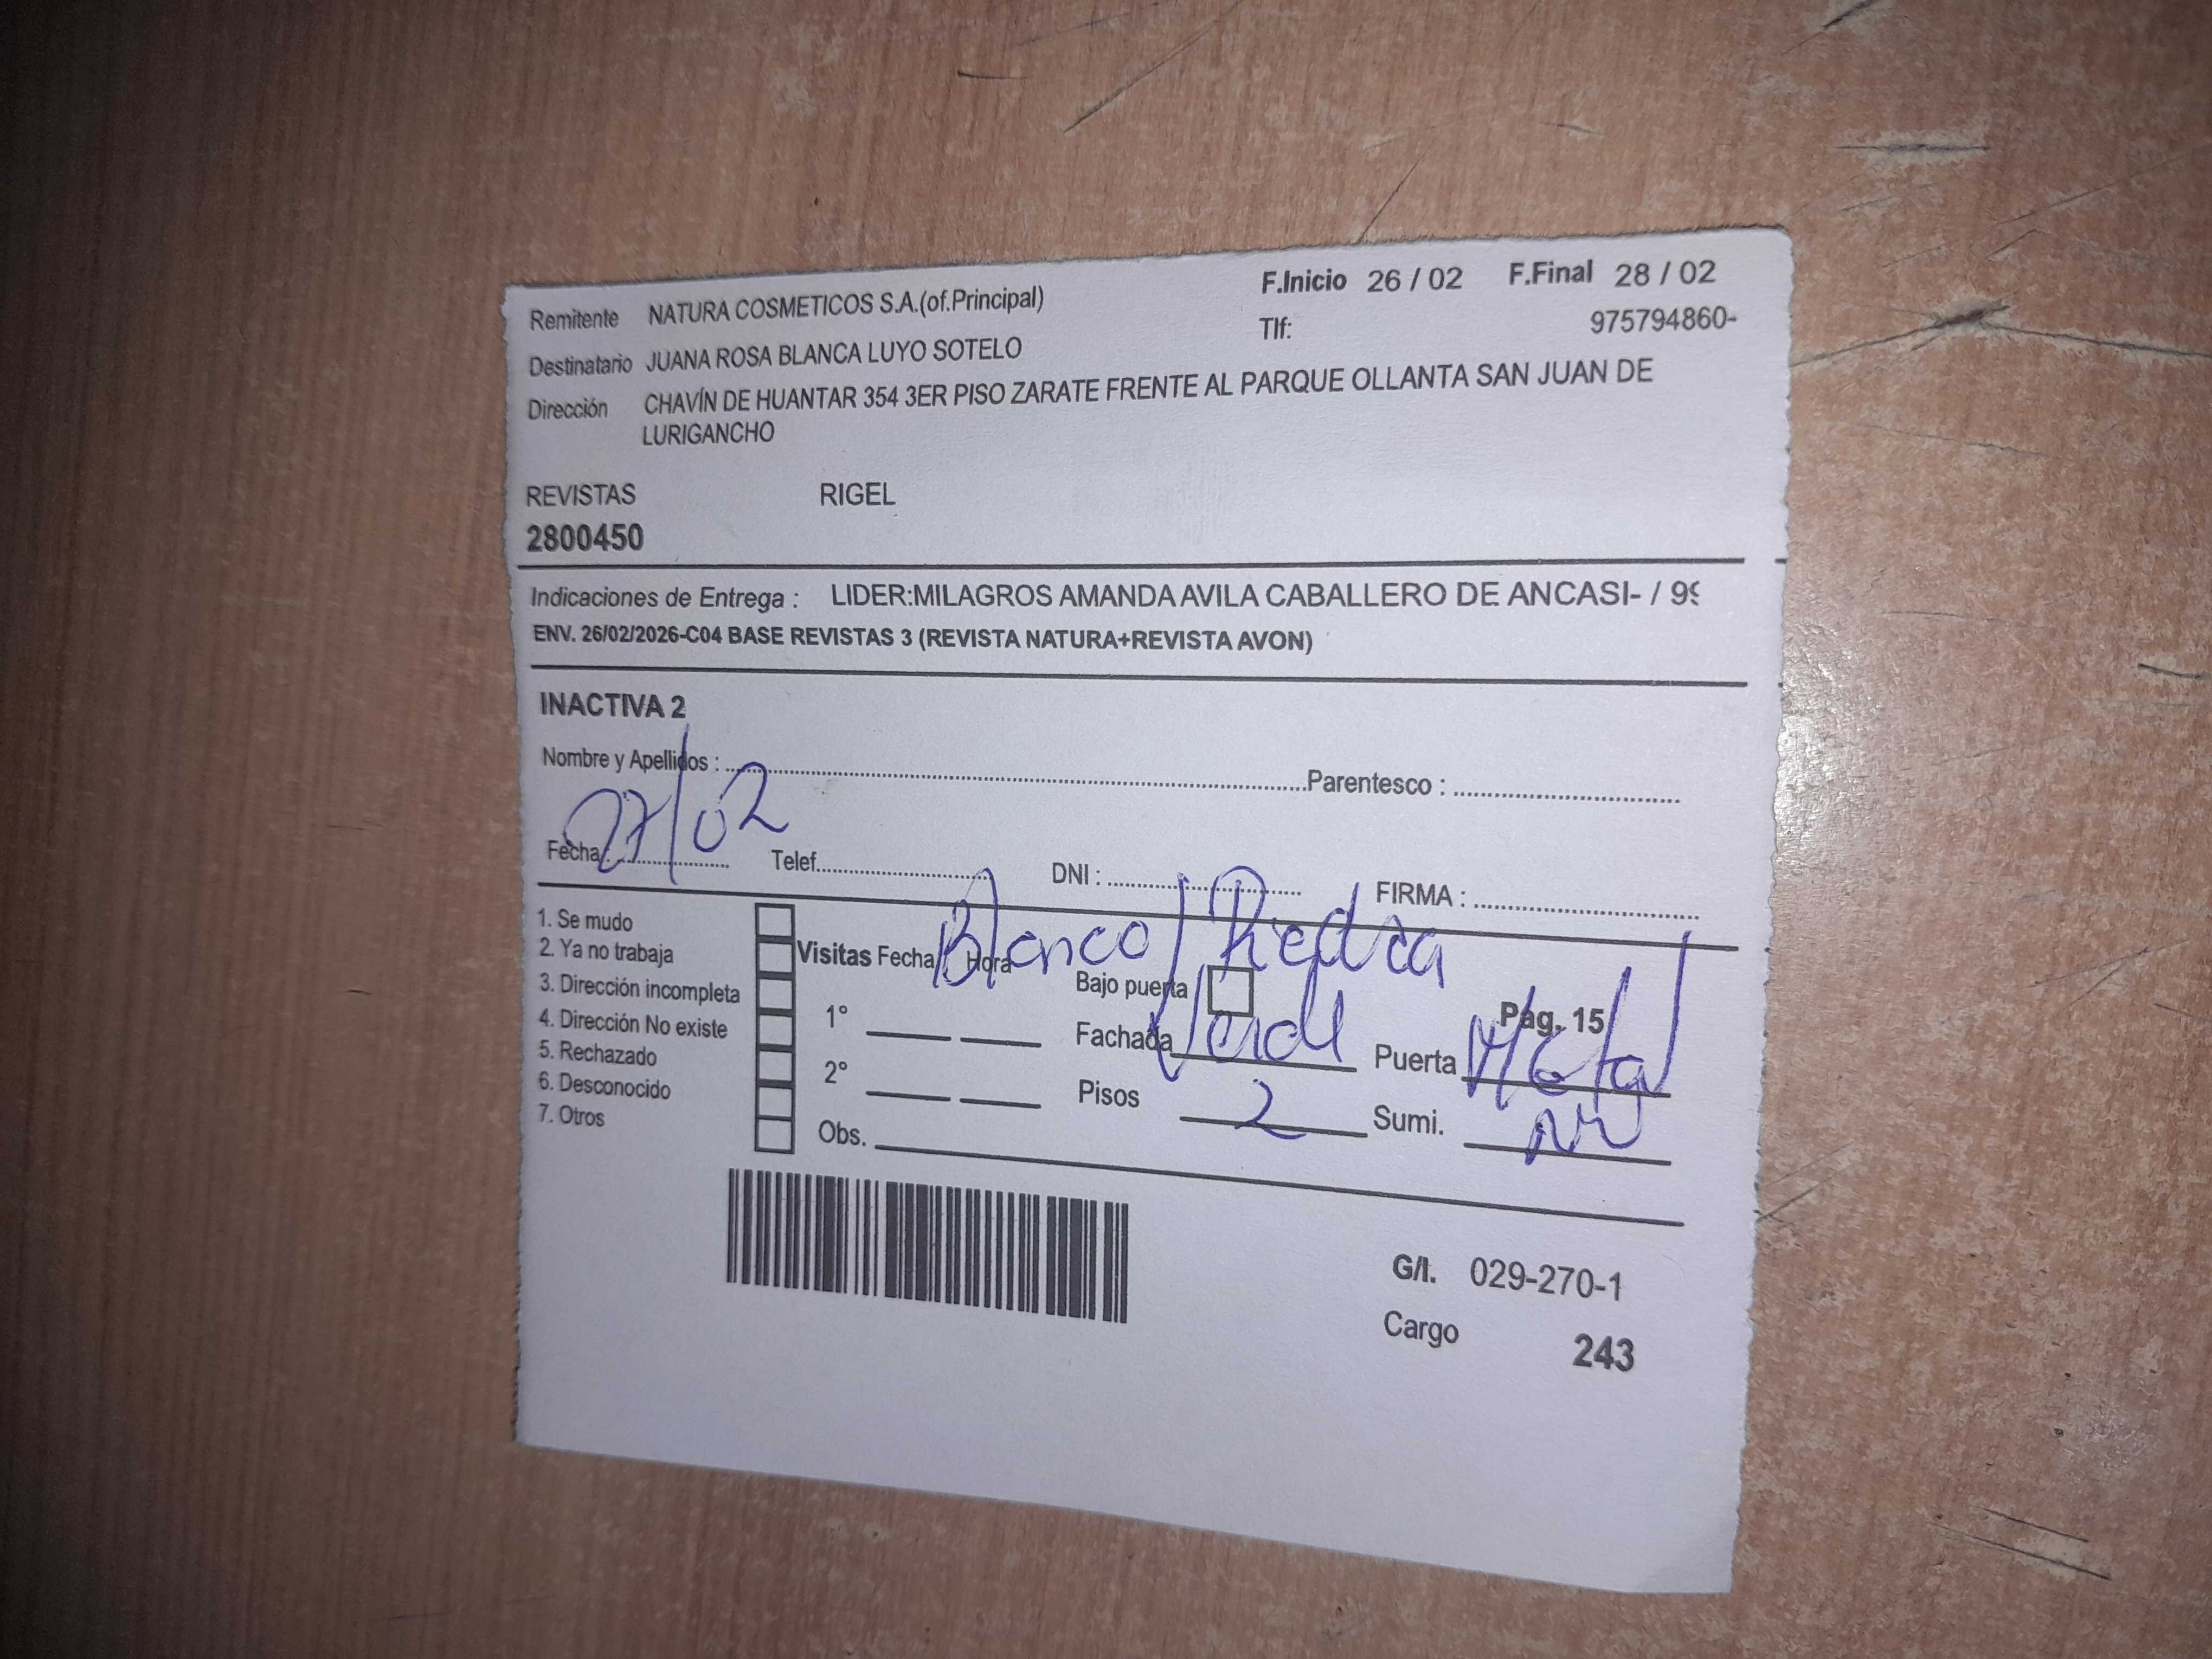 Remitente NATURA COSMETICOS S.A.(of.Principal) F.Inicio 26 / 02 F.Final 28 / 02
Destinatario JUANA ROSA BLANCA LUYO SOTELO Tlf: 975794860-
Dirección CHAVÍN DE HUANTAR 354 3ER PISO ZARATE FRENTE AL PARQUE OLLANTA SAN JUAN DE
LURIGANCHO
REVISTAS RIGEL
2800450
Indicaciones de Entrega : LIDER:MILAGROS AMANDA AVILA CABALLERO DE ANCASI- / 99
ENV. 26/02/2026-C04 BASE REVISTAS 3 (REVISTA NATURA+REVISTA AVON)
INACTIVA 2
Nombre y Apellidos : Parentesco :
Fecha : 27/02 Telef. DNI : FIRMA :
1. Se mudo
2. Ya no trabaja
3. Dirección incompleta
4. Dirección No existe
5. Rechazado
6. Desconocido
7. Otros
Visitas Fecha / Hora
1°
2°
Obs.
Blanco / Piedra
Bajo puerta Pág. 15
Fachada Verde Puerta Metal
Pisos 2 Sumi.
G/I. 029-270-1
Cargo 243